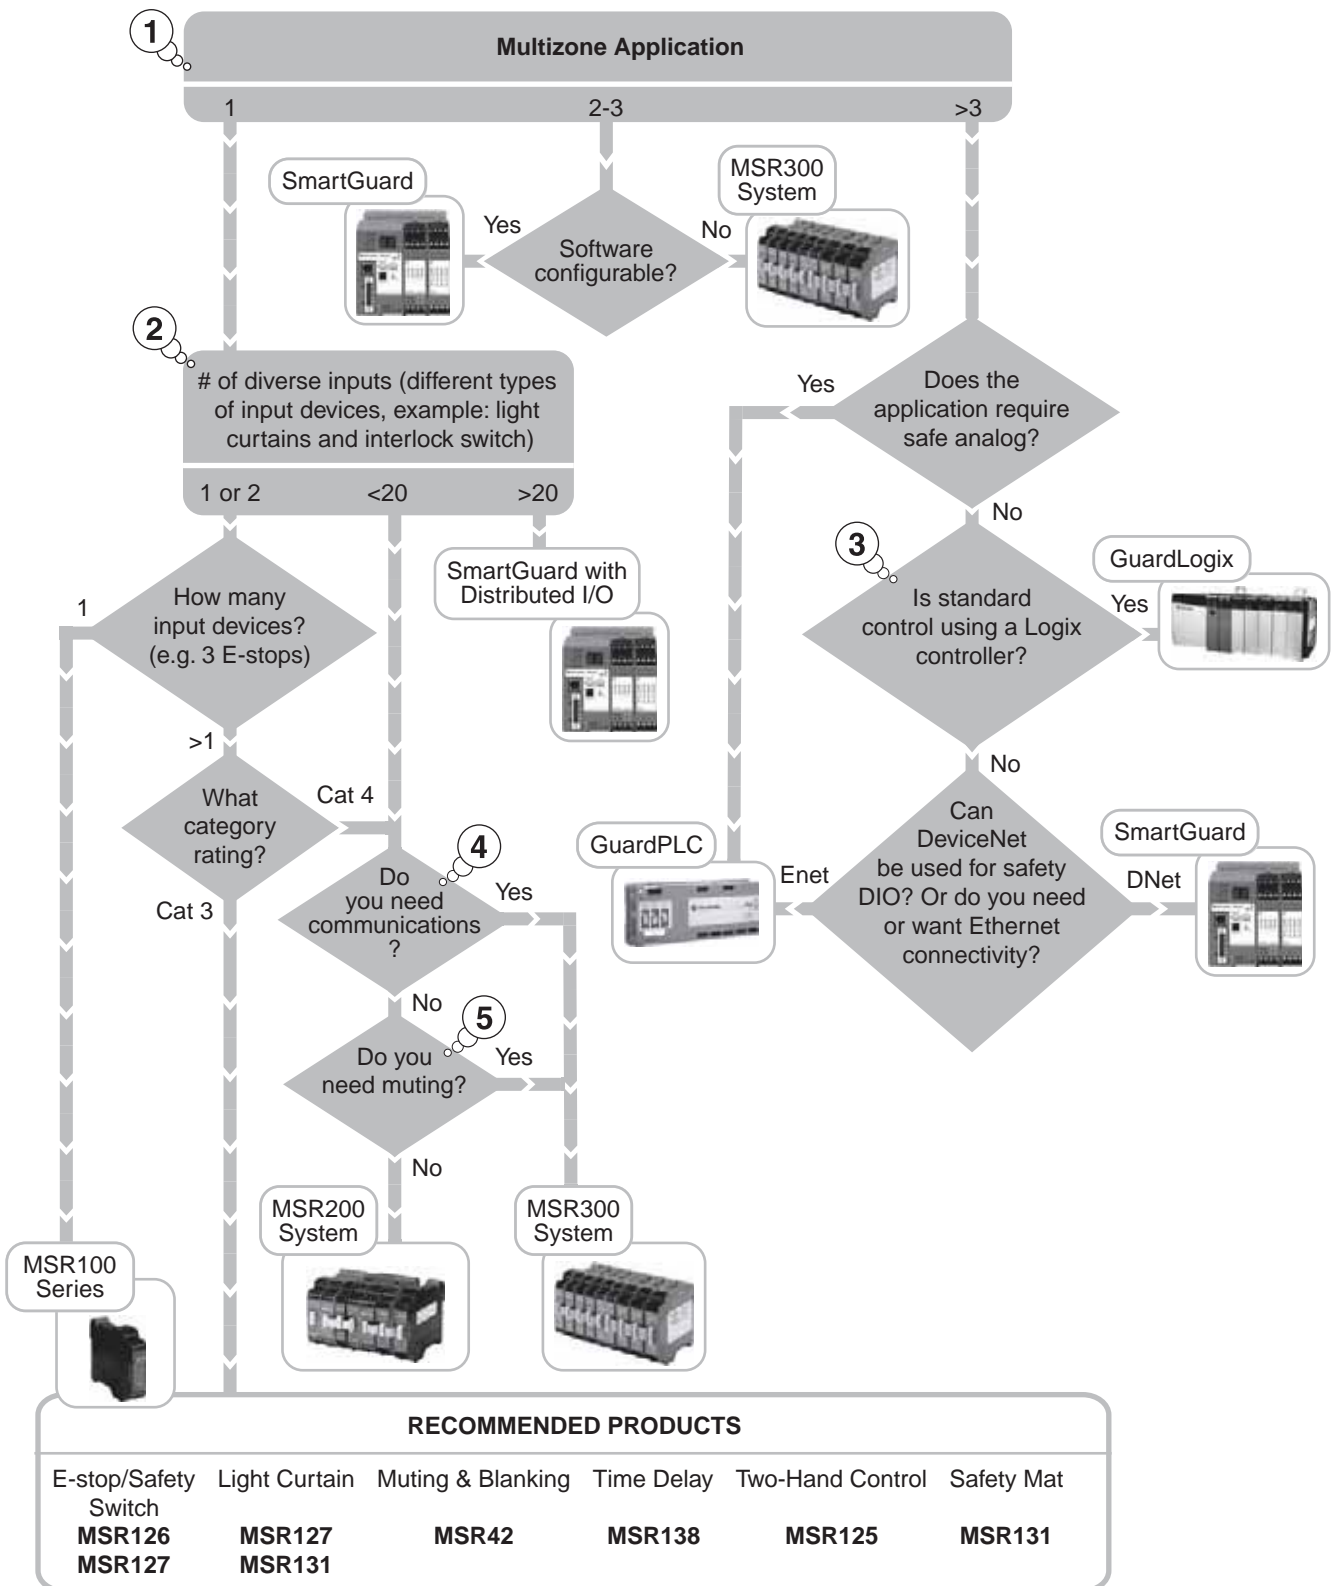 1
Multizone Application
1
2-3
>3
SmartGuard
MSR300
System
Yes
No
Software
configurable?
2
# of diverse inputs (different types
of input devices, example: light
curtains and interlock switch)
1 or 2
<20
>20
Yes
Does the
application require
safe analog?
No
3
GuardLogix
Is standard
control using a Logix
controller?
Yes
SmartGuard with
Distributed I/O
1
How many
input devices?
(e.g. 3 E-stops)
>1
No
What
category
rating?
Cat 4
Cat 3
4
Do
you need
communications
?
Yes
GuardPLC
Enet
Can
DeviceNet
be used for safety
DIO? Or do you need
or want Ethernet
connectivity?
SmartGuard
DNet
No
5
Do you
need muting?
Yes
No
MSR200
System
MSR300
System
MSR100
Series
RECOMMENDED PRODUCTS
E-stop/Safety
Switch
MSR126
MSR127
Light Curtain
MSR127
MSR131
Muting & Blanking
MSR42
Time Delay
MSR138
Two-Hand Control
MSR125
Safety Mat
MSR131